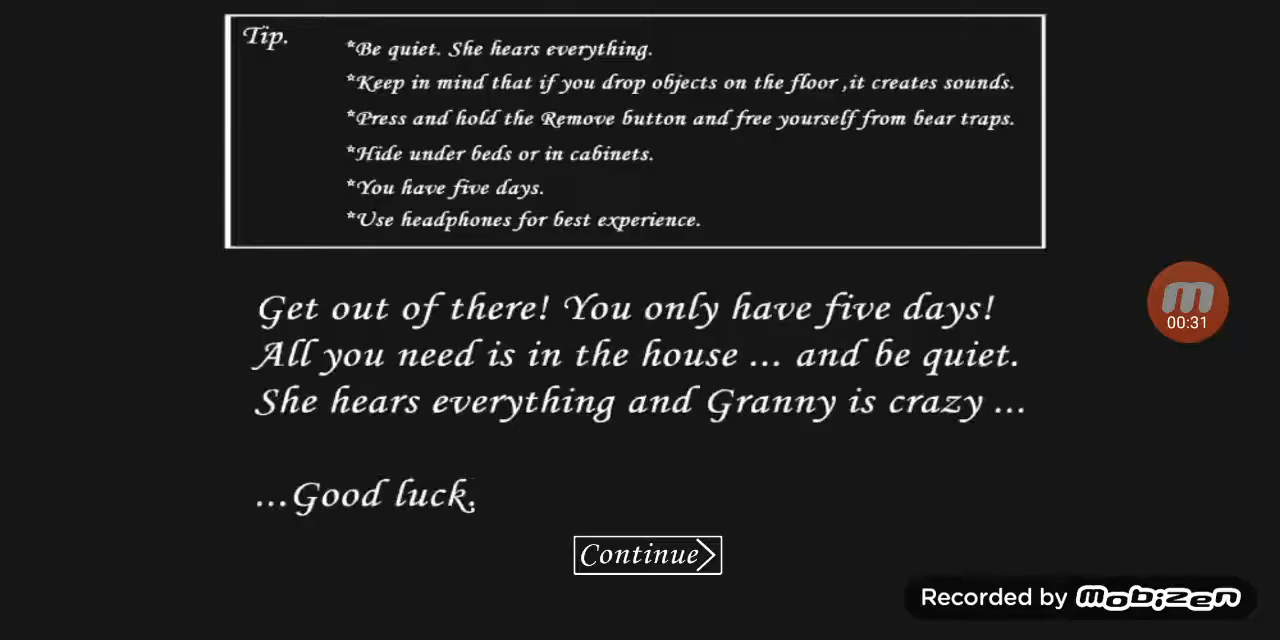 Tip.
*Be quiet. She hears everything.
*Keep in mind that if you drop objects on the floor ,it creates sounds.
*Press and hold the Remove button and free yourself from bear traps.
*Hide under beds or in cabinets.
*You have five days.
*Use headphones for best experience.
Get out of there! You only have five days!
All you need is in the house ... and be quiet.
She hears everything and Granny is crazy ...
...Good luck.
Continue
00:31
Recorded by mobizen